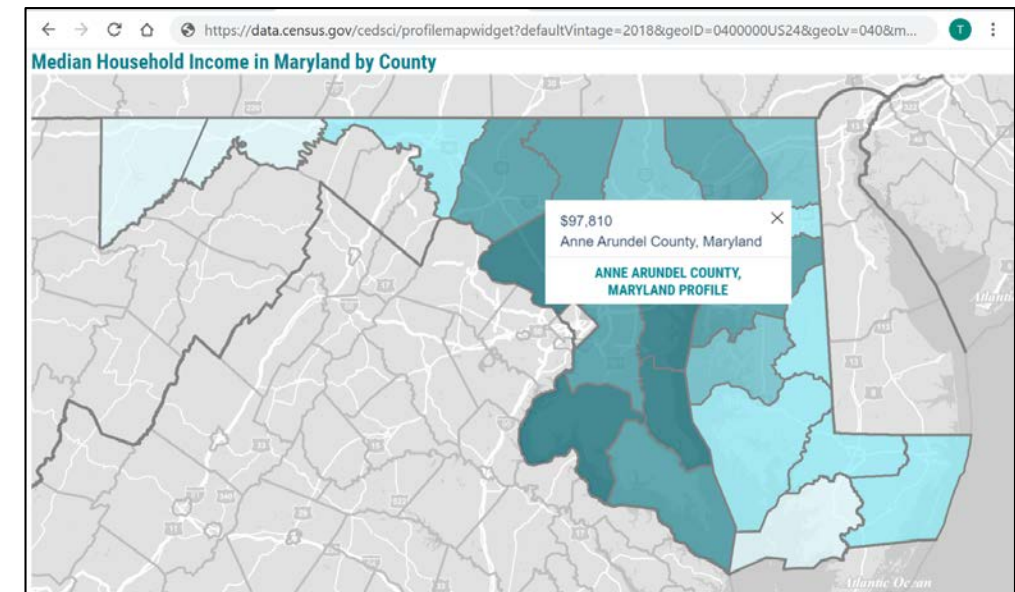 https://data.census.gov/cedsci/profilemapwidget?defaultVintage=2018&geoID=0400000US24&geoLv=040&m...
T
Median Household Income in Maryland by County
$97,810
Anne Arundel County, Maryland
ANNE ARUNDEL COUNTY,
MARYLAND PROFILE
Atlantic Ocean